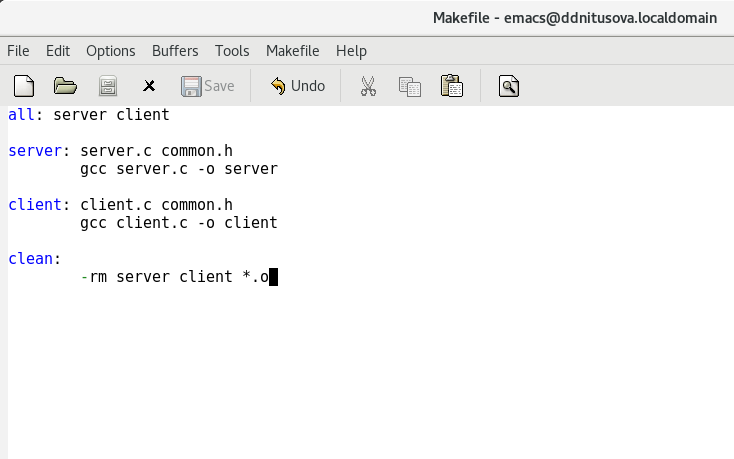 Makefile - emacs@ddnitusova.localdomain
File Edit Options Buffers Tools Makefile Help
Save Undo
all: server client
server: server.c common.h
gcc server.c -o server
client: client.c common.h
gcc client.c -o client
clean:
-rm server client *.o